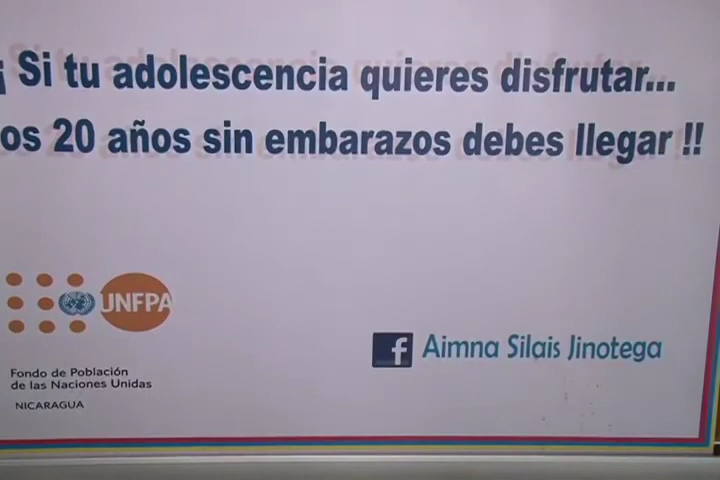 ¡ Si tu adolescencia quieres disfrutar...
os 20 años sin embarazos debes llegar !!
UNFPA
Fondo de Población
de las Naciones Unidas
NICARAGUA
f Aimna Silais Jinotega